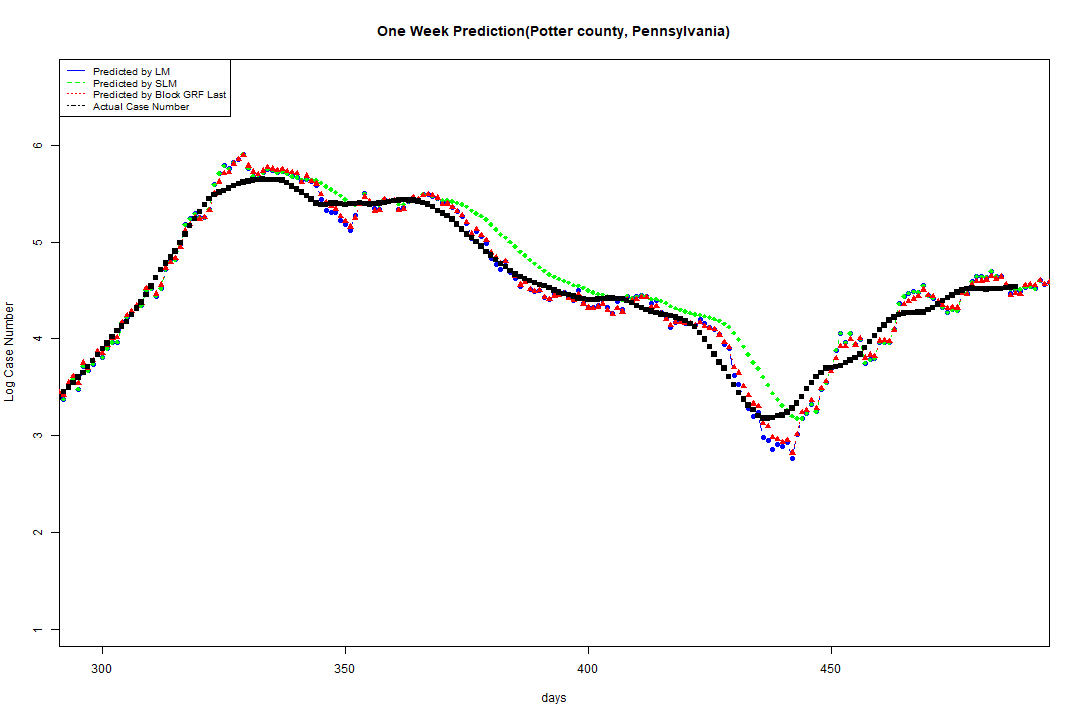 One Week Prediction(Potter county, Pennsylvania)
Predicted by LM
Predicted by SLM
Predicted by Block GRF Last
Actual Case Number
6
5
4
3
2
1
Log Case Number
300 350 400 450
days